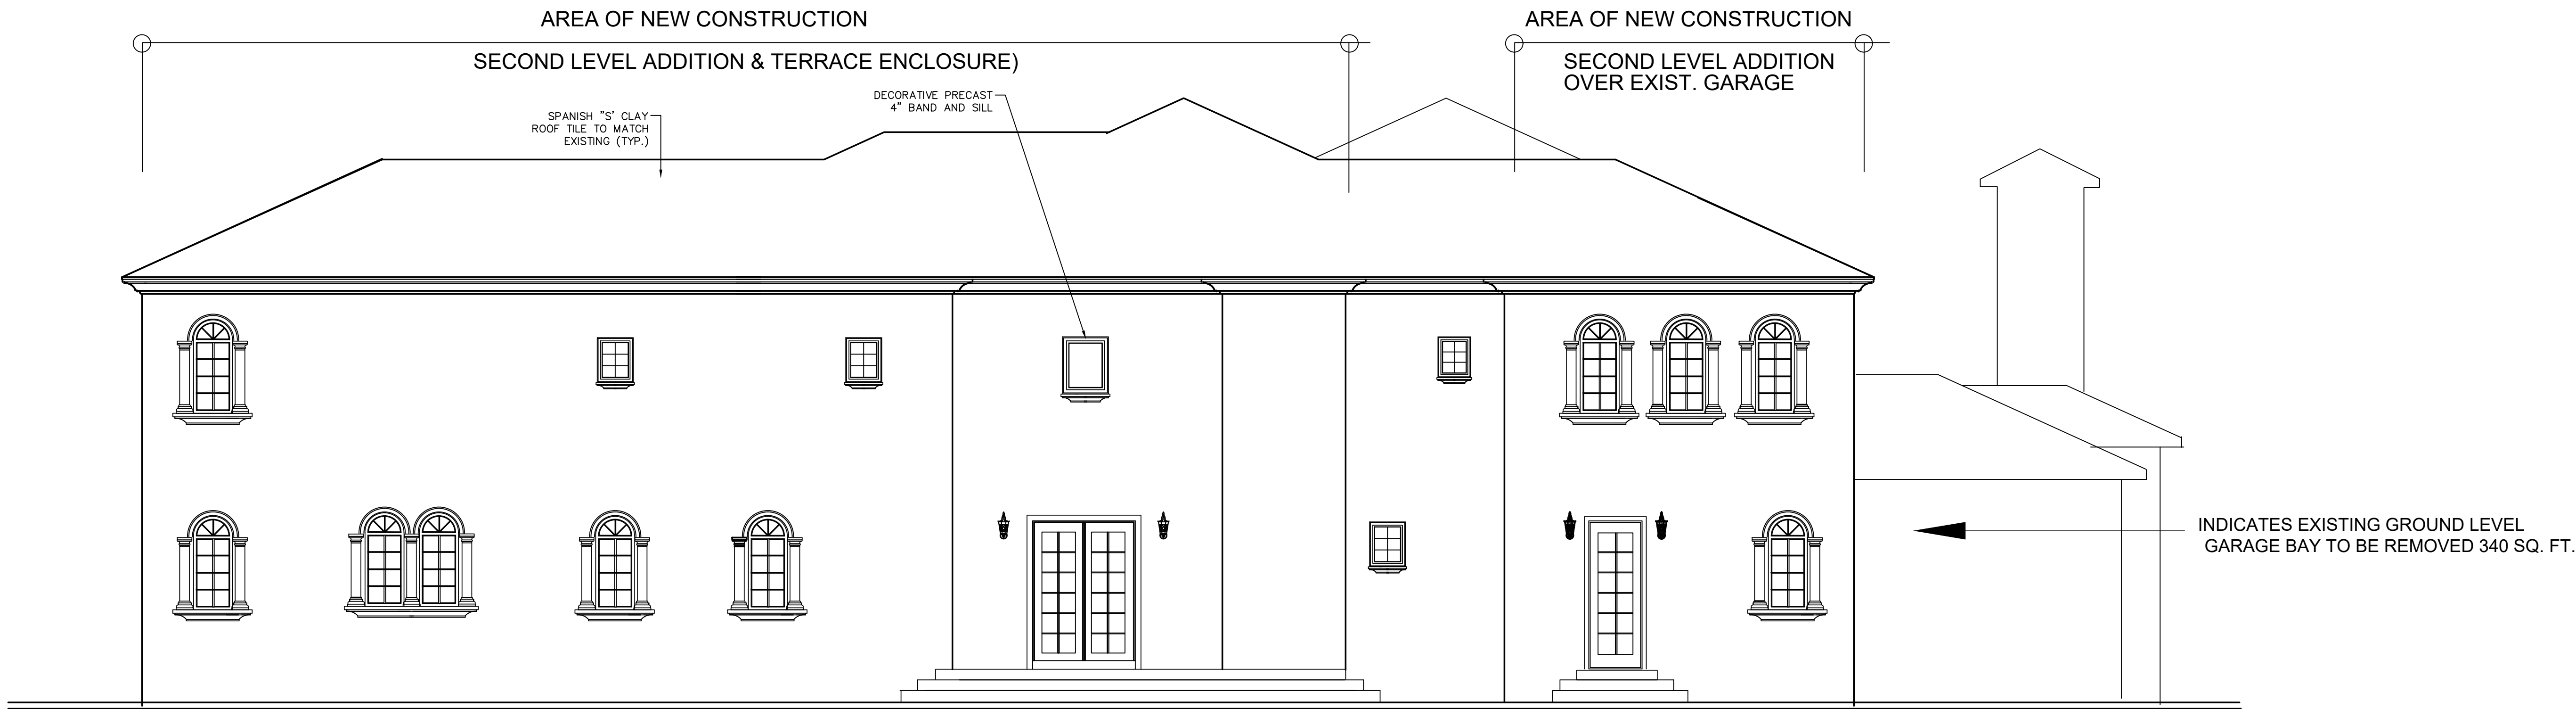 AREA OF NEW CONSTRUCTION
SECOND LEVEL ADDITION & TERRACE ENCLOSURE)
AREA OF NEW CONSTRUCTION
SECOND LEVEL ADDITION
OVER EXIST. GARAGE
DECORATIVE PRECAST
4" BAND AND SILL
SPANISH "S' CLAY
ROOF TILE TO MATCH
EXISTING (TYP.)
INDICATES EXISTING GROUND LEVEL
GARAGE BAY TO BE REMOVED 340 SQ. FT.